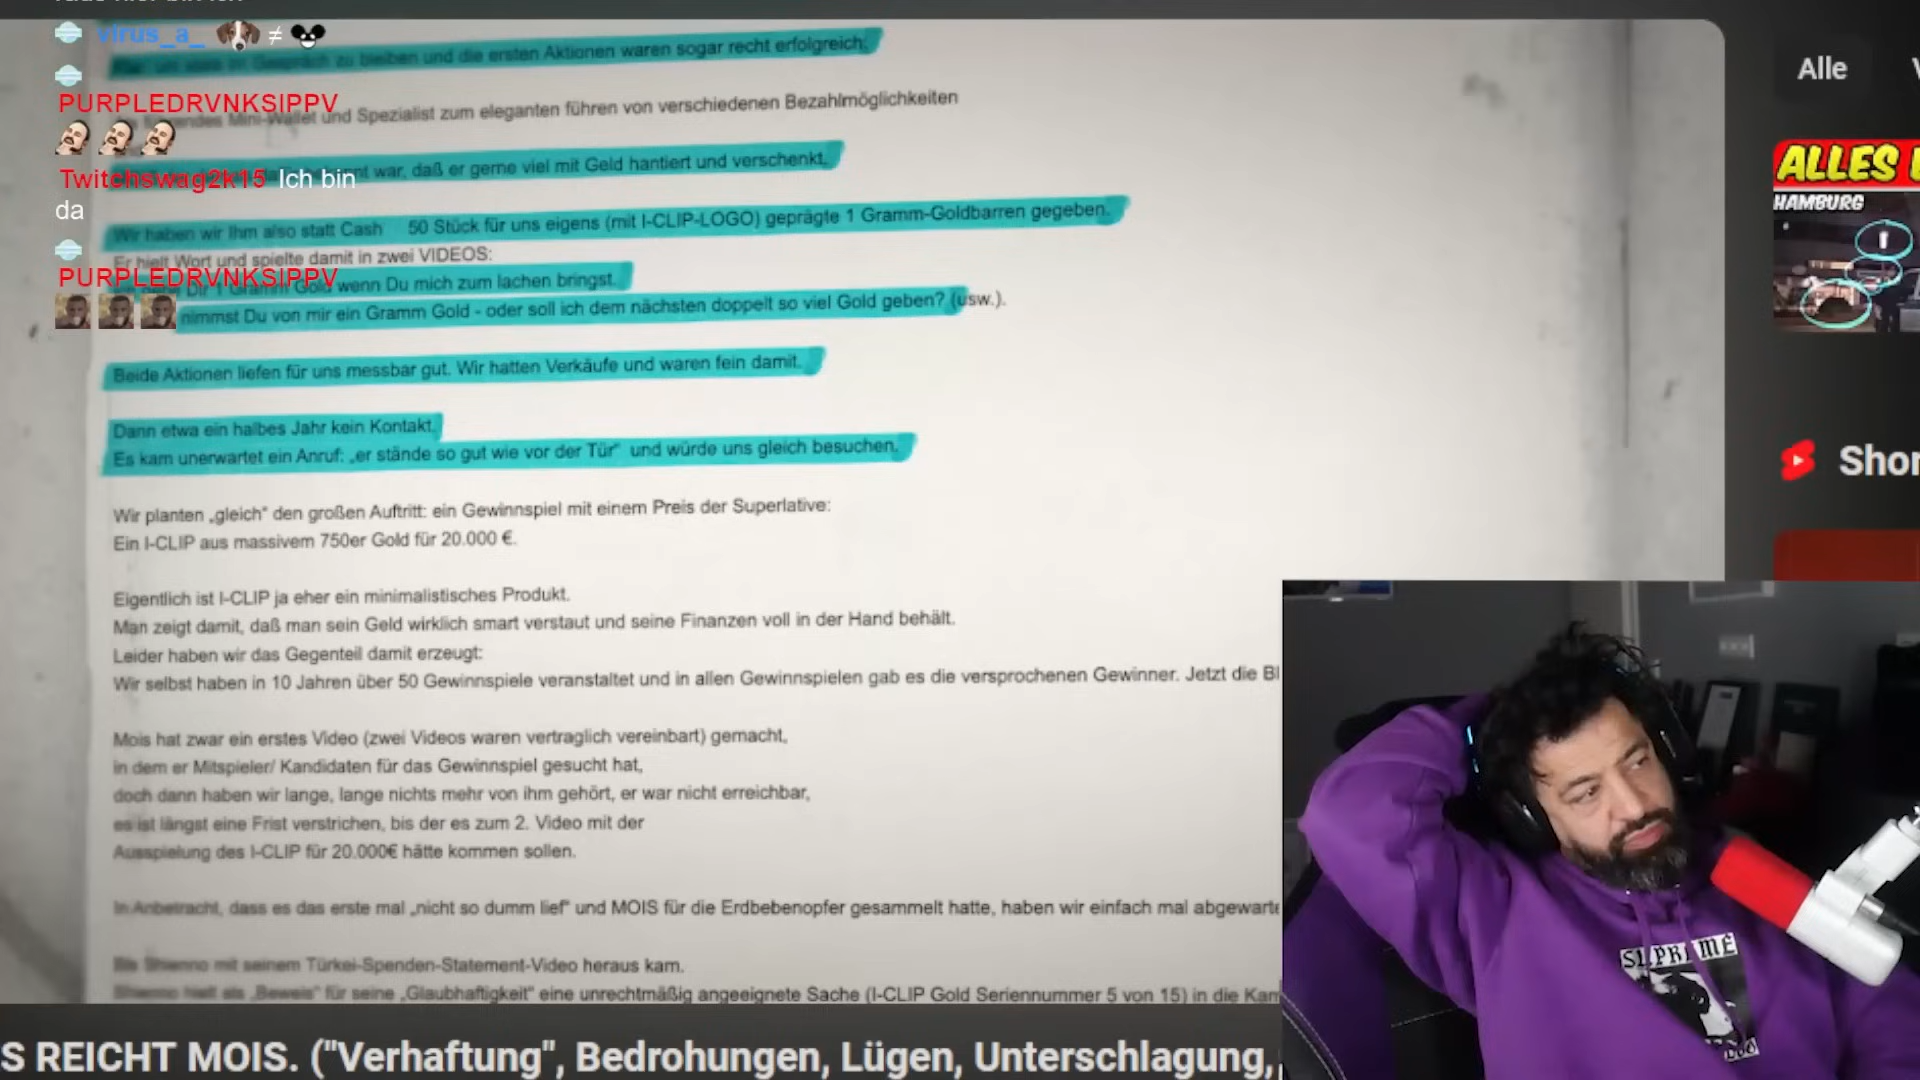 virus_a_ ≠
zu bleiben und die ersten Aktionen waren sogar recht erfolgreich.
PURPLEDRVNKSIPPV
Mini-Wallet und Spezialist zum eleganten führen von verschiedenen Bezahlmöglichkeiten
war, daß er gerne viel mit Geld hantiert und verschenkt.
Twitchswag2k15 Ich bin
da
Wir haben wir Ihm also statt Cash 50 Stück für uns eigens (mit I-CLIP-LOGO) geprägte 1 Gramm-Goldbarren gegeben.
Er hielt Wort und spielte damit in zwei VIDEOS:
PURPLEDRVNKSIPPV
Dir 1 Gramm Gold wenn Du mich zum lachen bringst.
nimmst Du von mir ein Gramm Gold - oder soll ich dem nächsten doppelt so viel Gold geben? (usw.).
Beide Aktionen liefen für uns messbar gut. Wir hatten Verkäufe und waren fein damit.
Dann etwa ein halbes Jahr kein Kontakt.
Es kam unerwartet ein Anruf: „er stände so gut wie vor der Tür" und würde uns gleich besuchen.
Wir planten „gleich" den großen Auftritt: ein Gewinnspiel mit einem Preis der Superlative:
Ein I-CLIP aus massivem 750er Gold für 20.000 €.
Eigentlich ist I-CLIP ja eher ein minimalistisches Produkt.
Man zeigt damit, daß man sein Geld wirklich smart verstaut und seine Finanzen voll in der Hand behält.
Leider haben wir das Gegenteil damit erzeugt:
Wir selbst haben in 10 Jahren über 50 Gewinnspiele veranstaltet und in allen Gewinnspielen gab es die versprochenen Gewinner. Jetzt die Bl
Mois hat zwar ein erstes Video (zwei Videos waren vertraglich vereinbart) gemacht,
in dem er Mitspieler/ Kandidaten für das Gewinnspiel gesucht hat,
doch dann haben wir lange, lange nichts mehr von ihm gehört, er war nicht erreichbar,
es ist längst eine Frist verstrichen, bis der es zum 2. Video mit der
Ausspielung des I-CLIP für 20.000€ hätte kommen sollen.
In Anbetracht, dass es das erste mal „nicht so dumm lief" und MOIS für die Erdbebenopfer gesammelt hatte, haben wir einfach mal abgewarte
Bis Shienno mit seinem Türkei-Spenden-Statement-Video heraus kam.
Shienno hielt als „Beweis" für seine „Glaubhaftigkeit" eine unrechtmäßig angeeignete Sache (I-CLIP Gold Seriennummer 5 von 15) in die Kam
S REICHT MOIS. ("Verhaftung", Bedrohungen, Lügen, Unterschlagung,
Alle
ALLES
HAMBURG
Shor
SUPREME